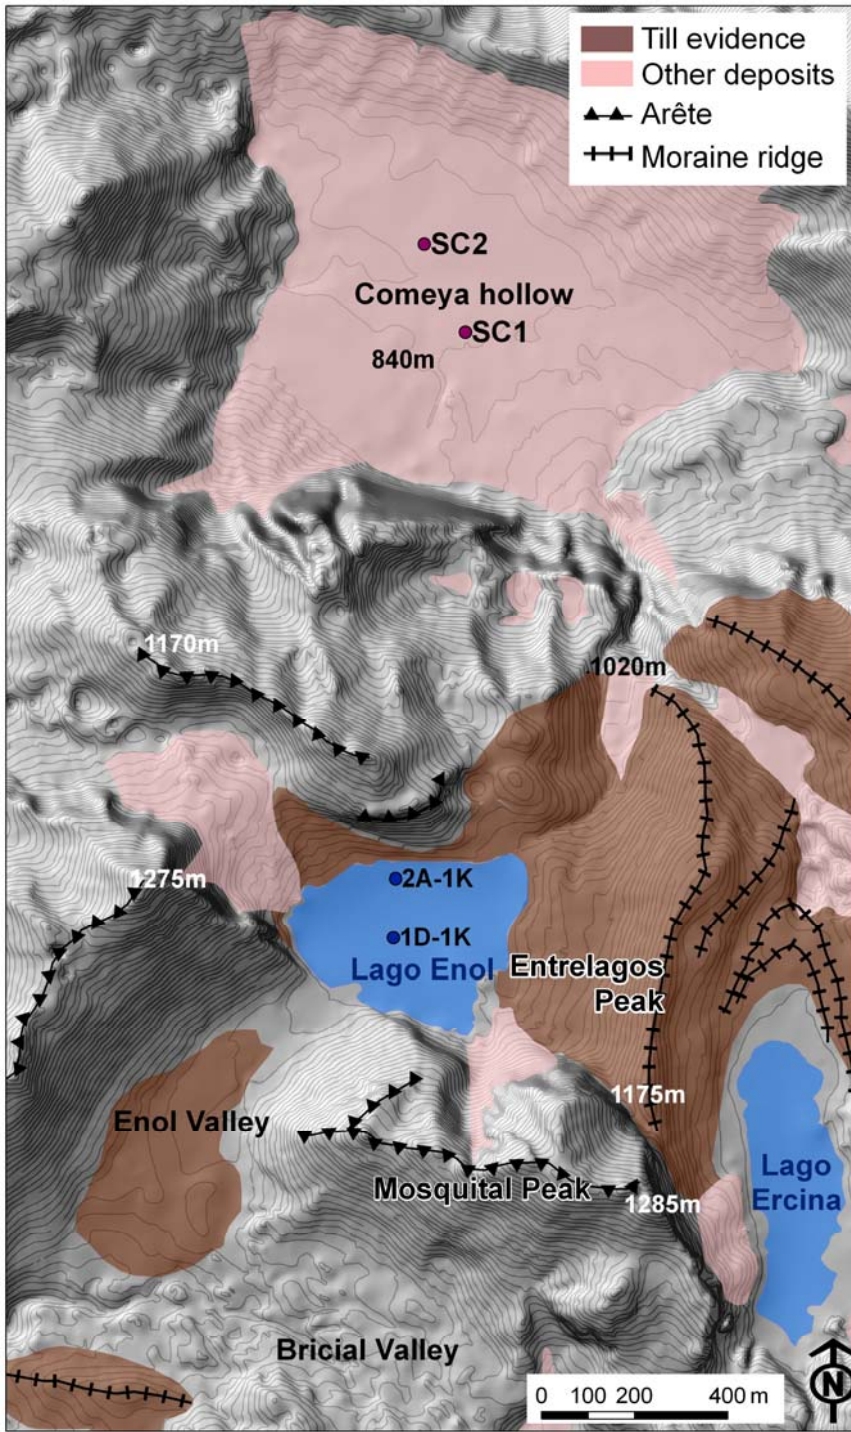 Till evidence
Other deposits
Arête
Moraine ridge
SC2
Comeya hollow
SC1
840m
1170m
1020m
1275m
2A-1K
1D-1K
Lago Enol
Entrelagos
Peak
1175m
Enol Valley
Lago
Ercina
Mosquital Peak
1285m
Bricial Valley
0 100 200 400 m
N